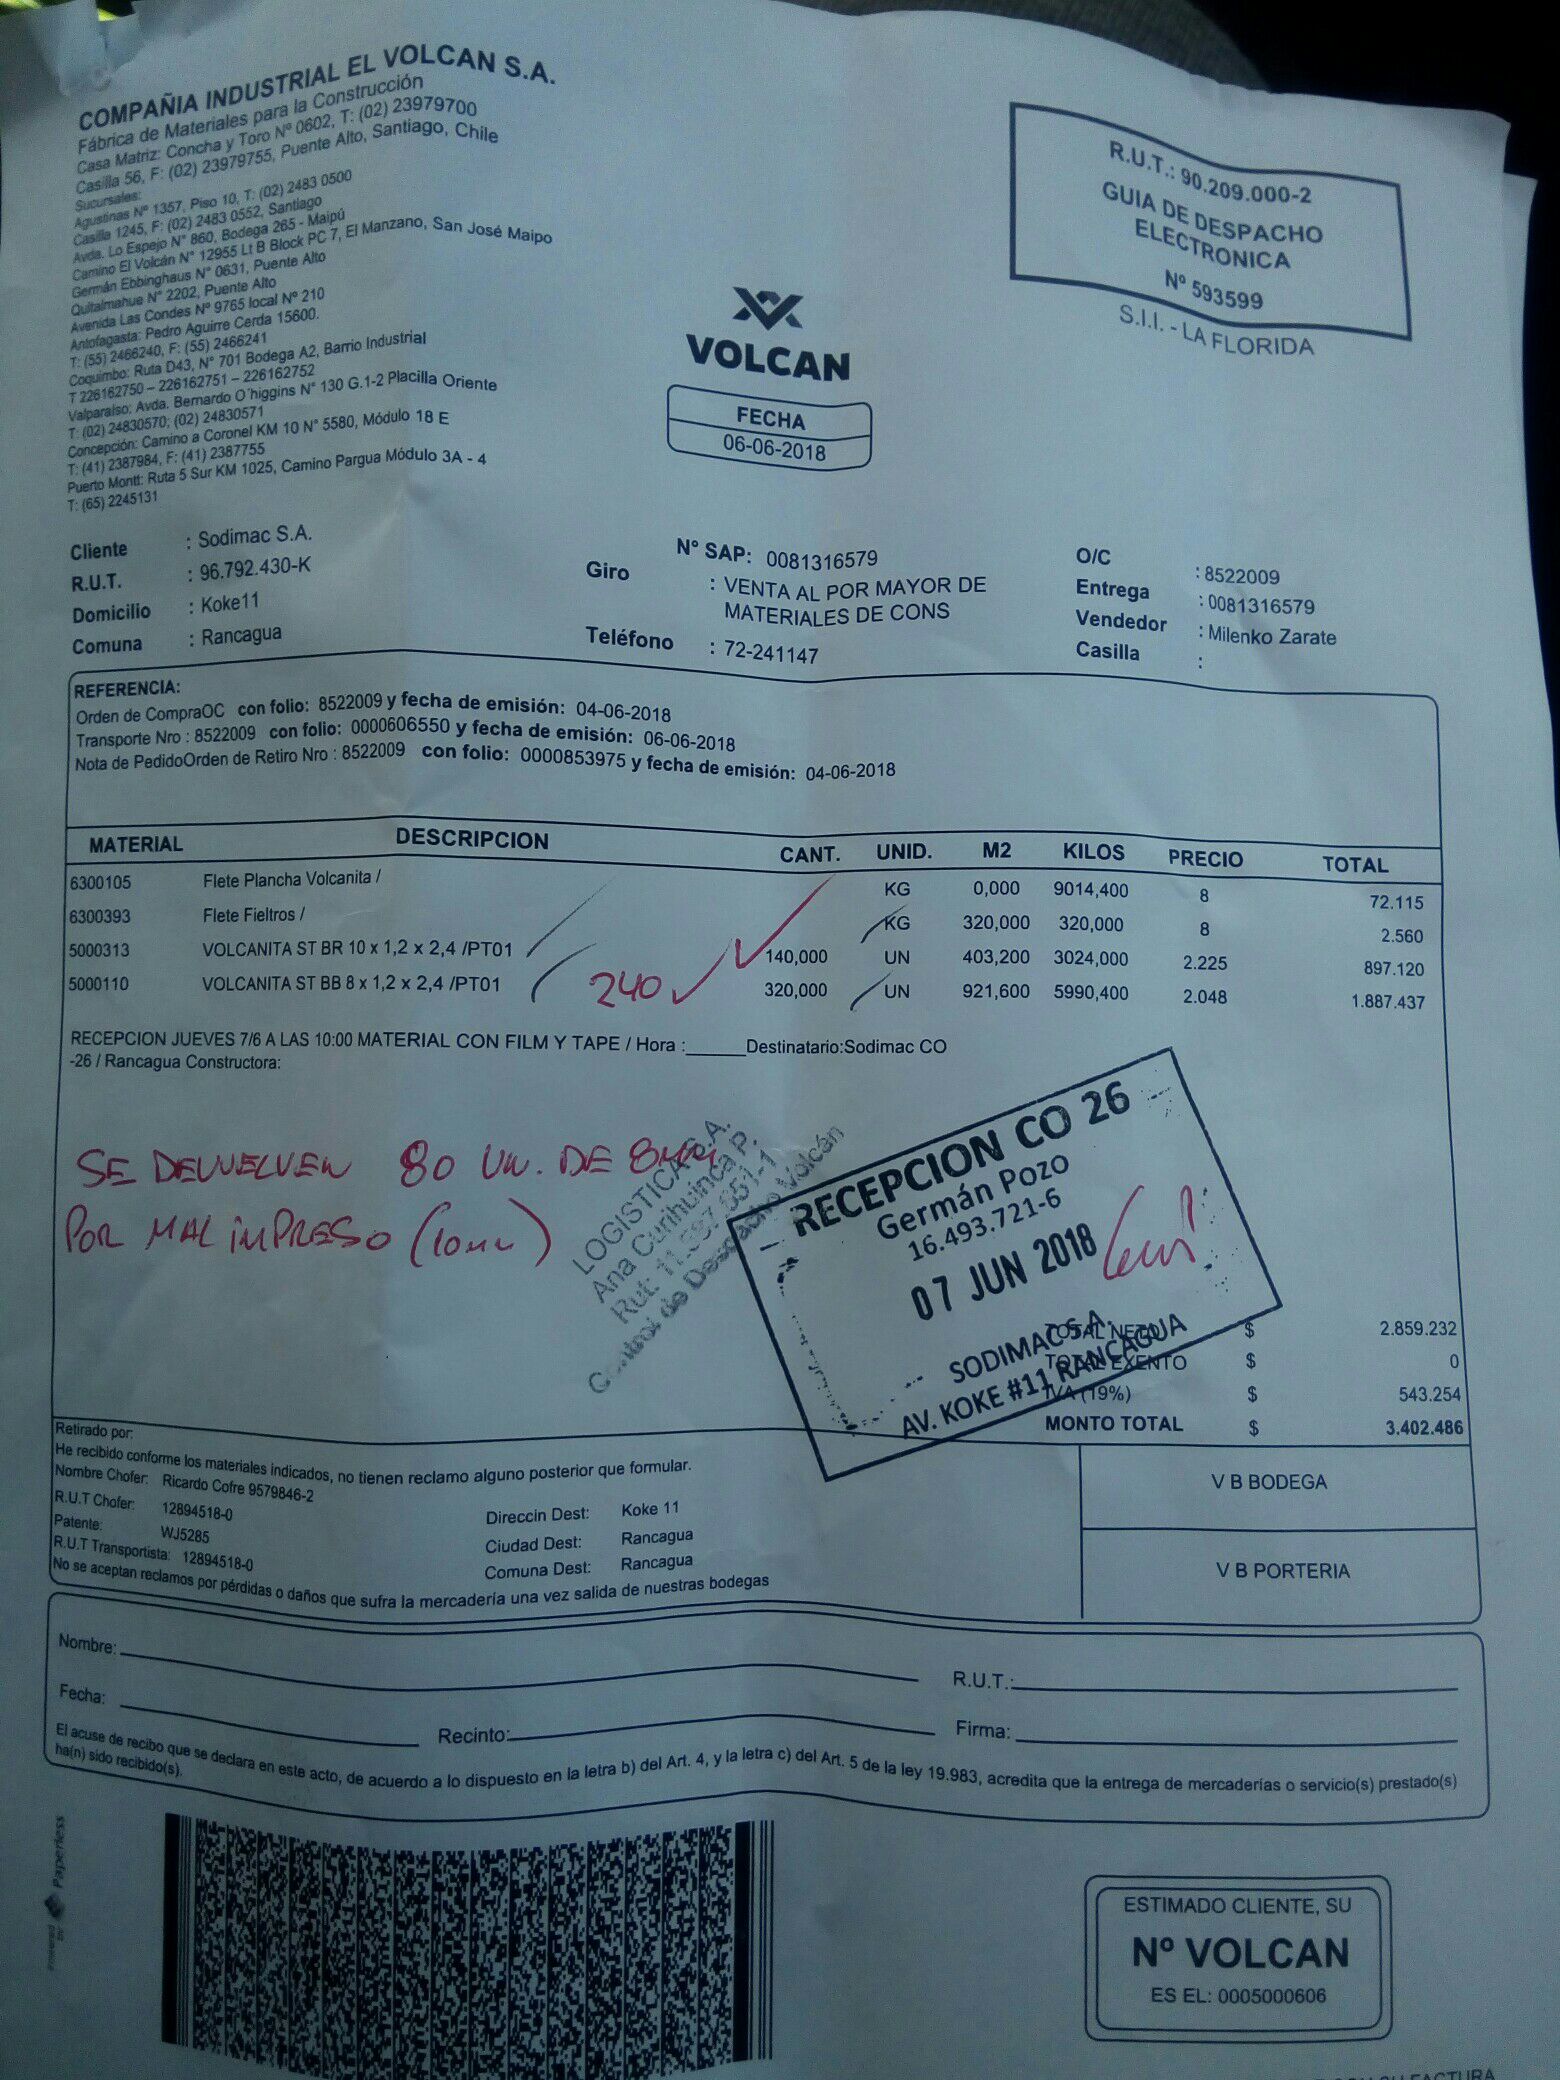 COMPAÑIA INDUSTRIAL EL VOLCAN S.A.
Fábrica de Materiales para la Construcción
Casa Matriz: Concha y Toro Nº 0602, T: (02) 23979700
Casilla 56, F: (02) 23979755, Puente Alto, Santiago, Chile
Sucursales:
Agustinas Nº 1357, Piso 10, T: (02) 2483 0500
Casilla 1245, F: (02) 2483 0552, Santiago
Avda. Lo Espejo N° 860, Bodega 265 - Maipú
Camino El Volcán N° 12955 Lt B Block PC 7, El Manzano, San José Maipo
Germán Ebbinghaus N° 0631, Puente Alto
Quitalmahue N° 2202, Puente Alto
Avenida Las Condes Nº 9765 local Nº 210
Antofagasta: Pedro Aguirre Cerda 15600.
T: (55) 2466240, F: (55) 2466241
Coquimbo: Ruta D43, N° 701 Bodega A2, Barrio Industrial
T 226162750 – 226162751 – 226162752
Valparaíso: Avda. Bernardo O´higgins N° 130 G.1-2 Placilla Oriente
T: (02) 24830570; (02) 24830571
Concepción: Camino a Coronel KM 10 N° 5580, Módulo 18 E
T: (41) 2387984, F: (41) 2387755
Puerto Montt: Ruta 5 Sur KM 1025, Camino Pargua Módulo 3A - 4
T: (65) 2245131
R.U.T.: 90.209.000-2
GUIA DE DESPACHO
ELECTRONICA
Nº 593599
S.I.I. - LA FLORIDA
VOLCAN
FECHA
06-06-2018
Cliente : Sodimac S.A.
R.U.T. : 96.792.430-K
Domicilio : Koke11
Comuna : Rancagua
N° SAP: 0081316579
Giro : VENTA AL POR MAYOR DE
MATERIALES DE CONS
Teléfono : 72-241147
O/C : 8522009
Entrega : 0081316579
Vendedor : Milenko Zarate
Casilla :
REFERENCIA:
Orden de CompraOC con folio: 8522009 y fecha de emisión: 04-06-2018
Transporte Nro : 8522009 con folio: 0000606550 y fecha de emisión: 06-06-2018
Nota de PedidoOrden de Retiro Nro : 8522009 con folio: 0000853975 y fecha de emisión: 04-06-2018
MATERIAL DESCRIPCION CANT. UNID. M2 KILOS PRECIO TOTAL
6300105 Flete Plancha Volcanita / KG 0,000 9014,400 8 72.115
6300393 Flete Fieltros / KG 320,000 320,000 8 2.560
5000313 VOLCANITA ST BR 10 x 1,2 x 2,4 /PT01 140,000 UN 403,200 3024,000 2.225 897.120
5000110 VOLCANITA ST BB 8 x 1,2 x 2,4 /PT01 240 320,000 UN 921,600 5990,400 2.048 1.887.437
RECEPCION JUEVES 7/6 A LAS 10:00 MATERIAL CON FILM Y TAPE / Hora :______Destinatario:Sodimac CO
-26 / Rancagua Constructora:
SE DEVUELVEN 80 UN. DE 8MM
POR MAL IMPRESO (10MM)
LOGISTICA S.A.
Ana Curihuinca P.
Control de Despacho Volcán
RECEPCION CO 26
Germán Pozo
16.493.721-6
07 JUN 2018
SODIMAC S.A.
AV. KOKE #11 RANCAGUA
TOTAL NETO $ 2.859.232
TOTAL EXENTO $ 0
IVA (19%) $ 543.254
MONTO TOTAL $ 3.402.486
Retirado por:
He recibido conforme los materiales indicados, no tienen reclamo alguno posterior que formular.
Nombre Chofer: Ricardo Cofre 9579846-2
R.U.T Chofer: 12894518-0
Patente: WJ5285
R.U.T Transportista: 12894518-0
Direccin Dest: Koke 11
Ciudad Dest: Rancagua
Comuna Dest: Rancagua
No se aceptan reclamos por pérdidas o daños que sufra la mercadería una vez salida de nuestras bodegas
V B BODEGA
V B PORTERIA
Nombre: R.U.T.:
Fecha: Recinto: Firma:
El acuse de recibo que se declara en este acto, de acuerdo a lo dispuesto en la letra b) del Art. 4, y la letra c) del Art. 5 de la ley 19.983, acredita que la entrega de mercaderías o servicio(s) prestado(s)
ha(n) sido recibido(s).
Paperless
ESTIMADO CLIENTE, SU
Nº VOLCAN
ES EL: 0005000606